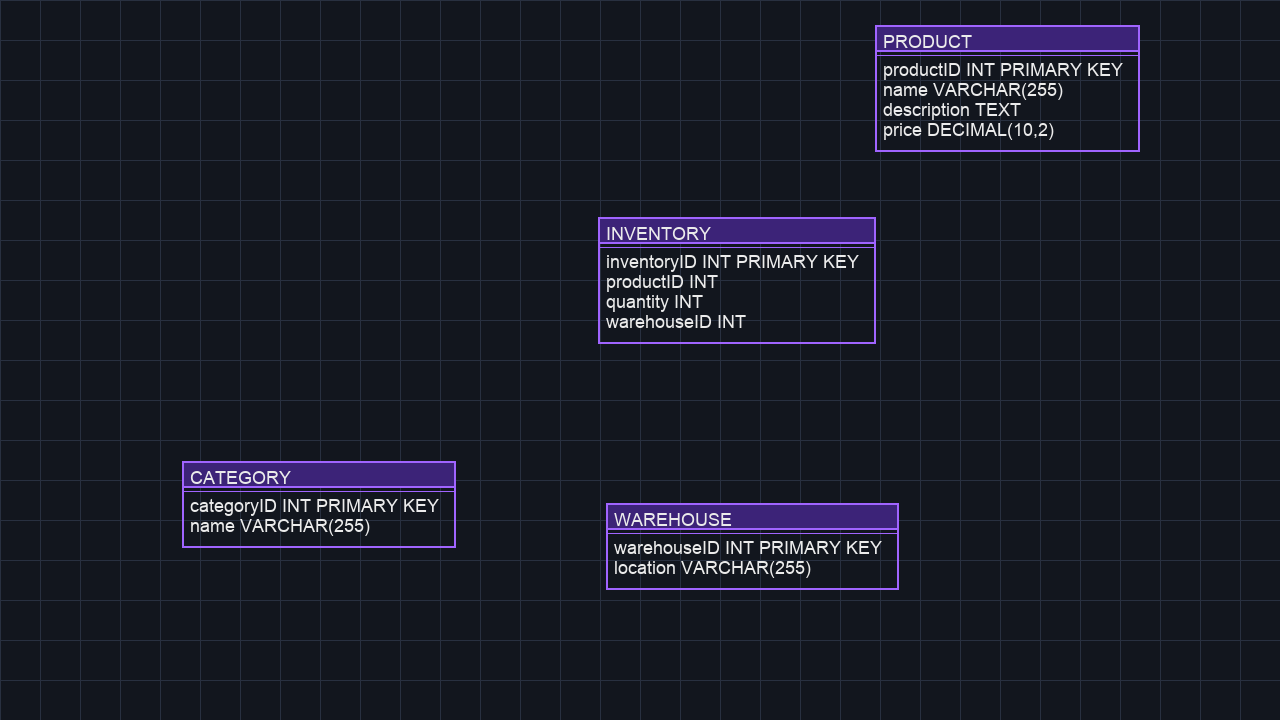 PRODUCT
productID INT PRIMARY KEY
name VARCHAR(255)
description TEXT
price DECIMAL(10,2)
INVENTORY
inventoryID INT PRIMARY KEY
productID INT
quantity INT
warehouseID INT
CATEGORY
categoryID INT PRIMARY KEY
name VARCHAR(255)
WAREHOUSE
warehouseID INT PRIMARY KEY
location VARCHAR(255)